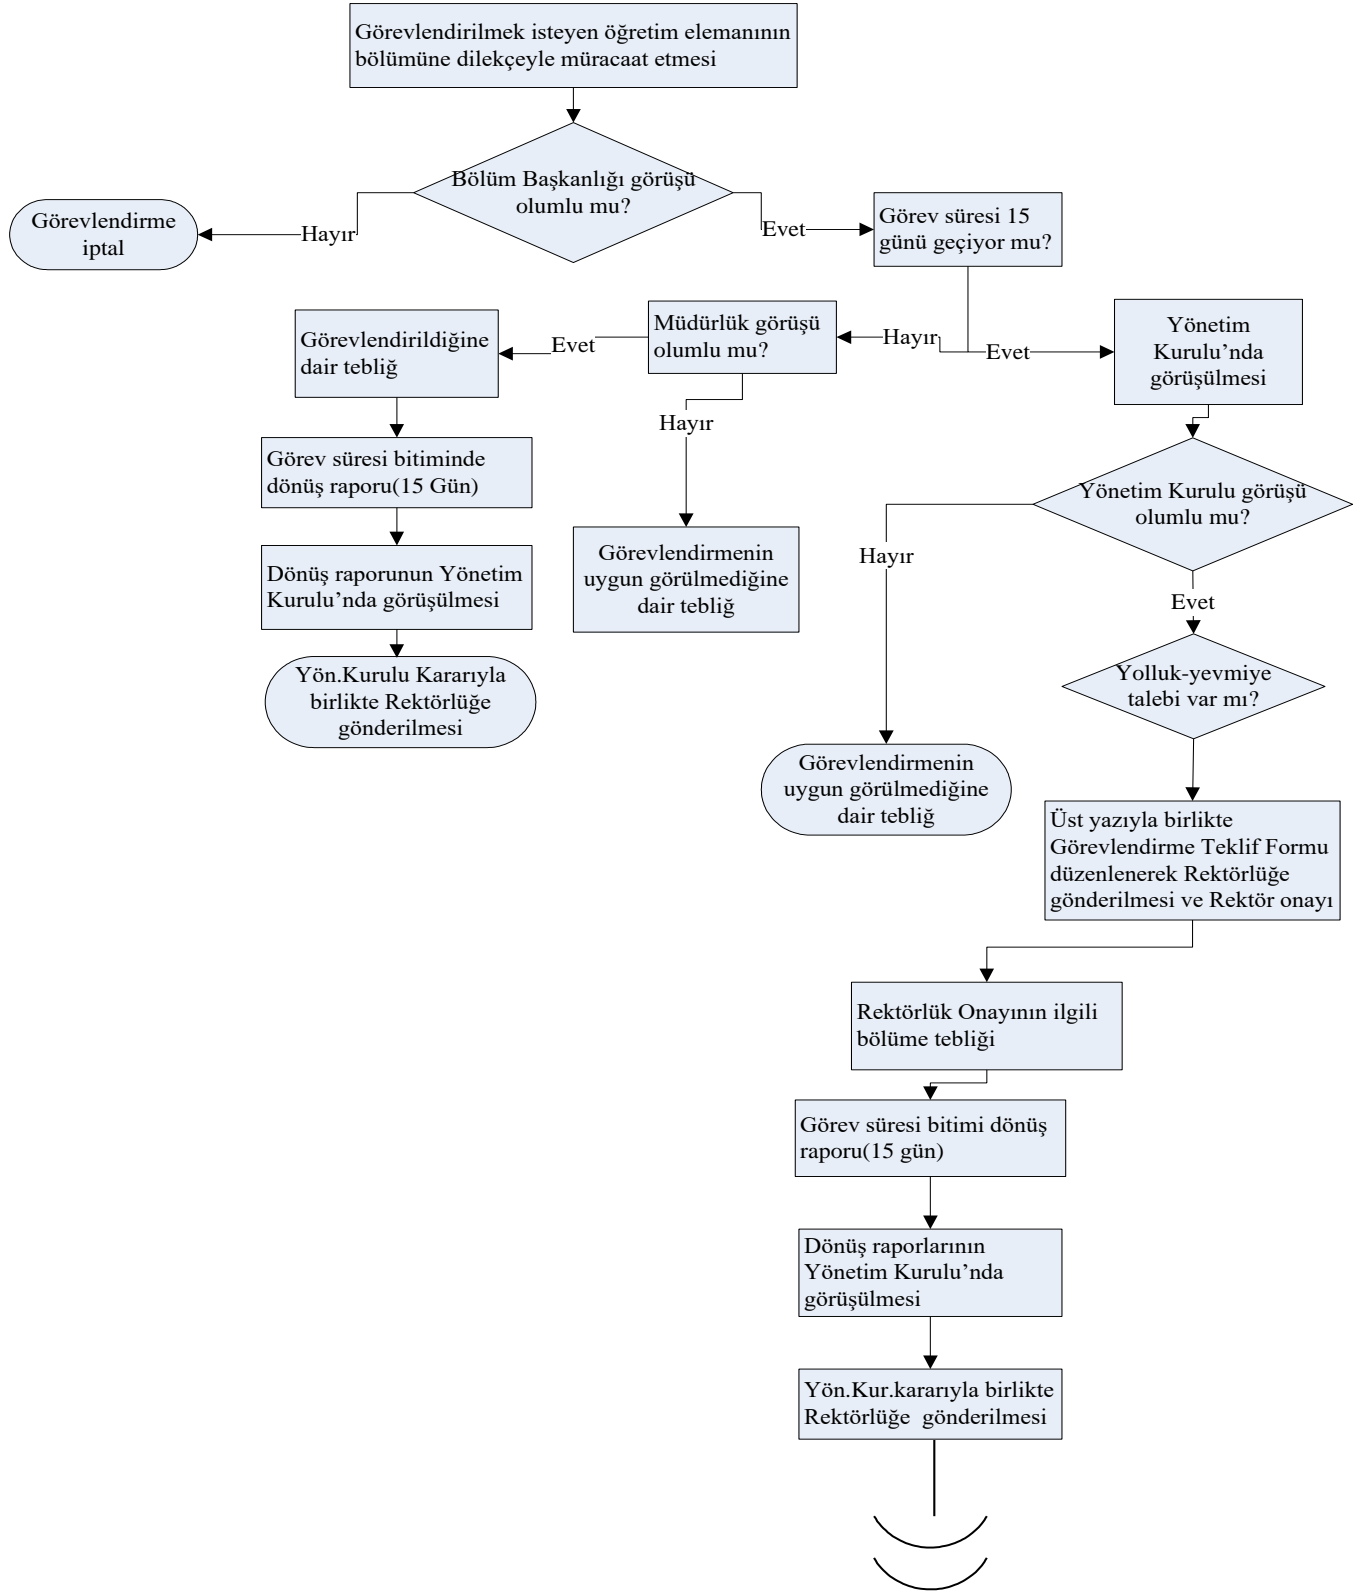 Görevlendirilmek isteyen öğretim elemanının
bölümüne dilekçeyle müracaat etmesi
Bölüm Başkanlığı görüşü
olumlu mu?
Görevlendirme
iptal
Hayır
Evet
Görev süresi 15
günü geçiyor mu?
Görevlendirildiğine
dair tebliğ
Evet
Müdürlük görüşü
olumlu mu?
Hayır
Evet
Yönetim
Kurulu’nda
görüşülmesi
Hayır
Görev süresi bitiminde
dönüş raporu(15 Gün)
Yönetim Kurulu görüşü
olumlu mu?
Görevlendirmenin
uygun görülmediğine
dair tebliğ
Hayır
Dönüş raporunun Yönetim
Kurulu’nda görüşülmesi
Evet
Yön.Kurulu Kararıyla
birlikte Rektörlüğe
gönderilmesi
Yolluk-yevmiye
talebi var mı?
Görevlendirmenin
uygun görülmediğine
dair tebliğ
Üst yazıyla birlikte
Görevlendirme Teklif Formu
düzenlenerek Rektörlüğe
gönderilmesi ve Rektör onayı
Rektörlük Onayının ilgili
bölüme tebliği
Görev süresi bitimi dönüş
raporu(15 gün)
Dönüş raporlarının
Yönetim Kurulu’nda
görüşülmesi
Yön.Kur.kararıyla birlikte
Rektörlüğe  gönderilmesi